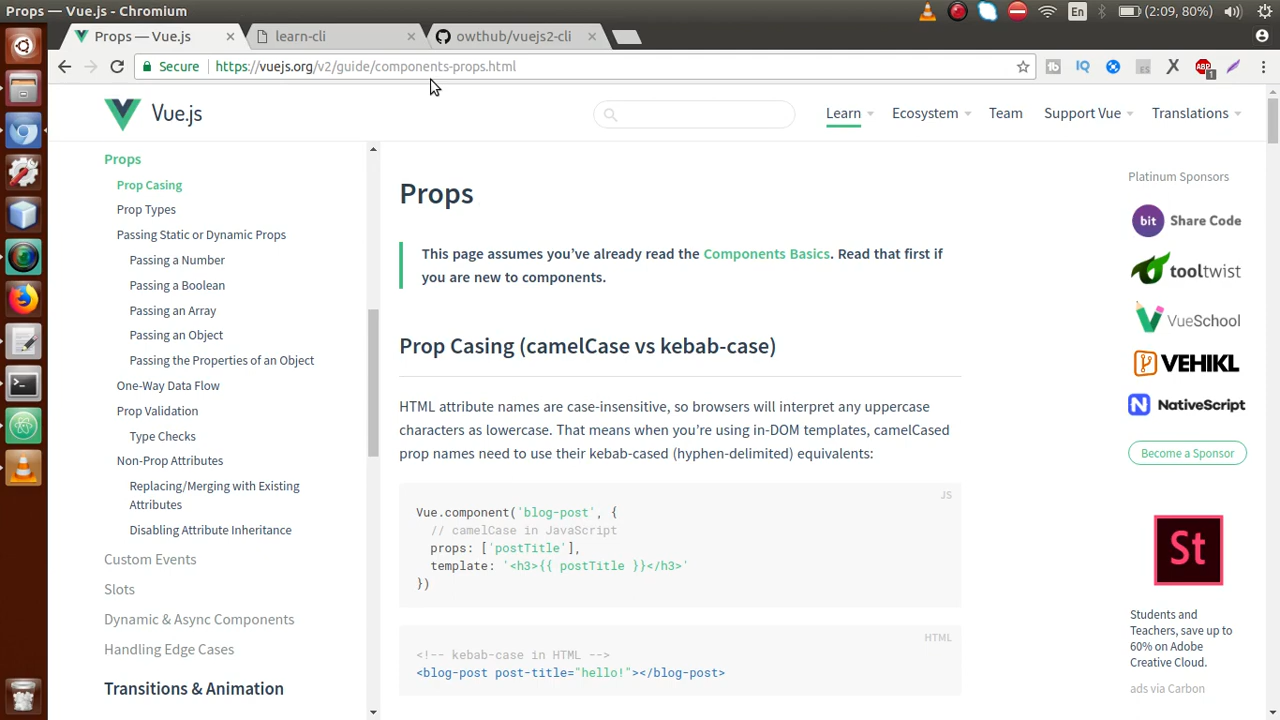 Props — Vue.js - Chromium
En
(2:09, 80%)
Props — Vue.js
learn-cli
owthub/vuejs2-cli
Secure
https://vuejs.org/v2/guide/components-props.html
IQ
ES
ABP
1
Vue.js
Learn
Ecosystem
Team
Support Vue
Translations
Props
Prop Casing
Prop Types
Passing Static or Dynamic Props
Passing a Number
Passing a Boolean
Passing an Array
Passing an Object
Passing the Properties of an Object
One-Way Data Flow
Prop Validation
Type Checks
Non-Prop Attributes
Replacing/Merging with Existing
Attributes
Disabling Attribute Inheritance
Custom Events
Slots
Dynamic & Async Components
Handling Edge Cases
Transitions & Animation
Props
This page assumes you’ve already read the Components Basics. Read that first if
you are new to components.
Prop Casing (camelCase vs kebab-case)
HTML attribute names are case-insensitive, so browsers will interpret any uppercase
characters as lowercase. That means when you’re using in-DOM templates, camelCased
prop names need to use their kebab-cased (hyphen-delimited) equivalents:
JS
Vue.component('blog-post', {
// camelCase in JavaScript
props: ['postTitle'],
template: '<h3>{{ postTitle }}</h3>'
})
HTML
<!-- kebab-case in HTML -->
<blog-post post-title="hello!"></blog-post>
Platinum Sponsors
bit Share Code
tooltwist
VueSchool
VEHIKL
NativeScript
Become a Sponsor
St
Students and
Teachers, save up to
60% on Adobe
Creative Cloud.
ads via Carbon